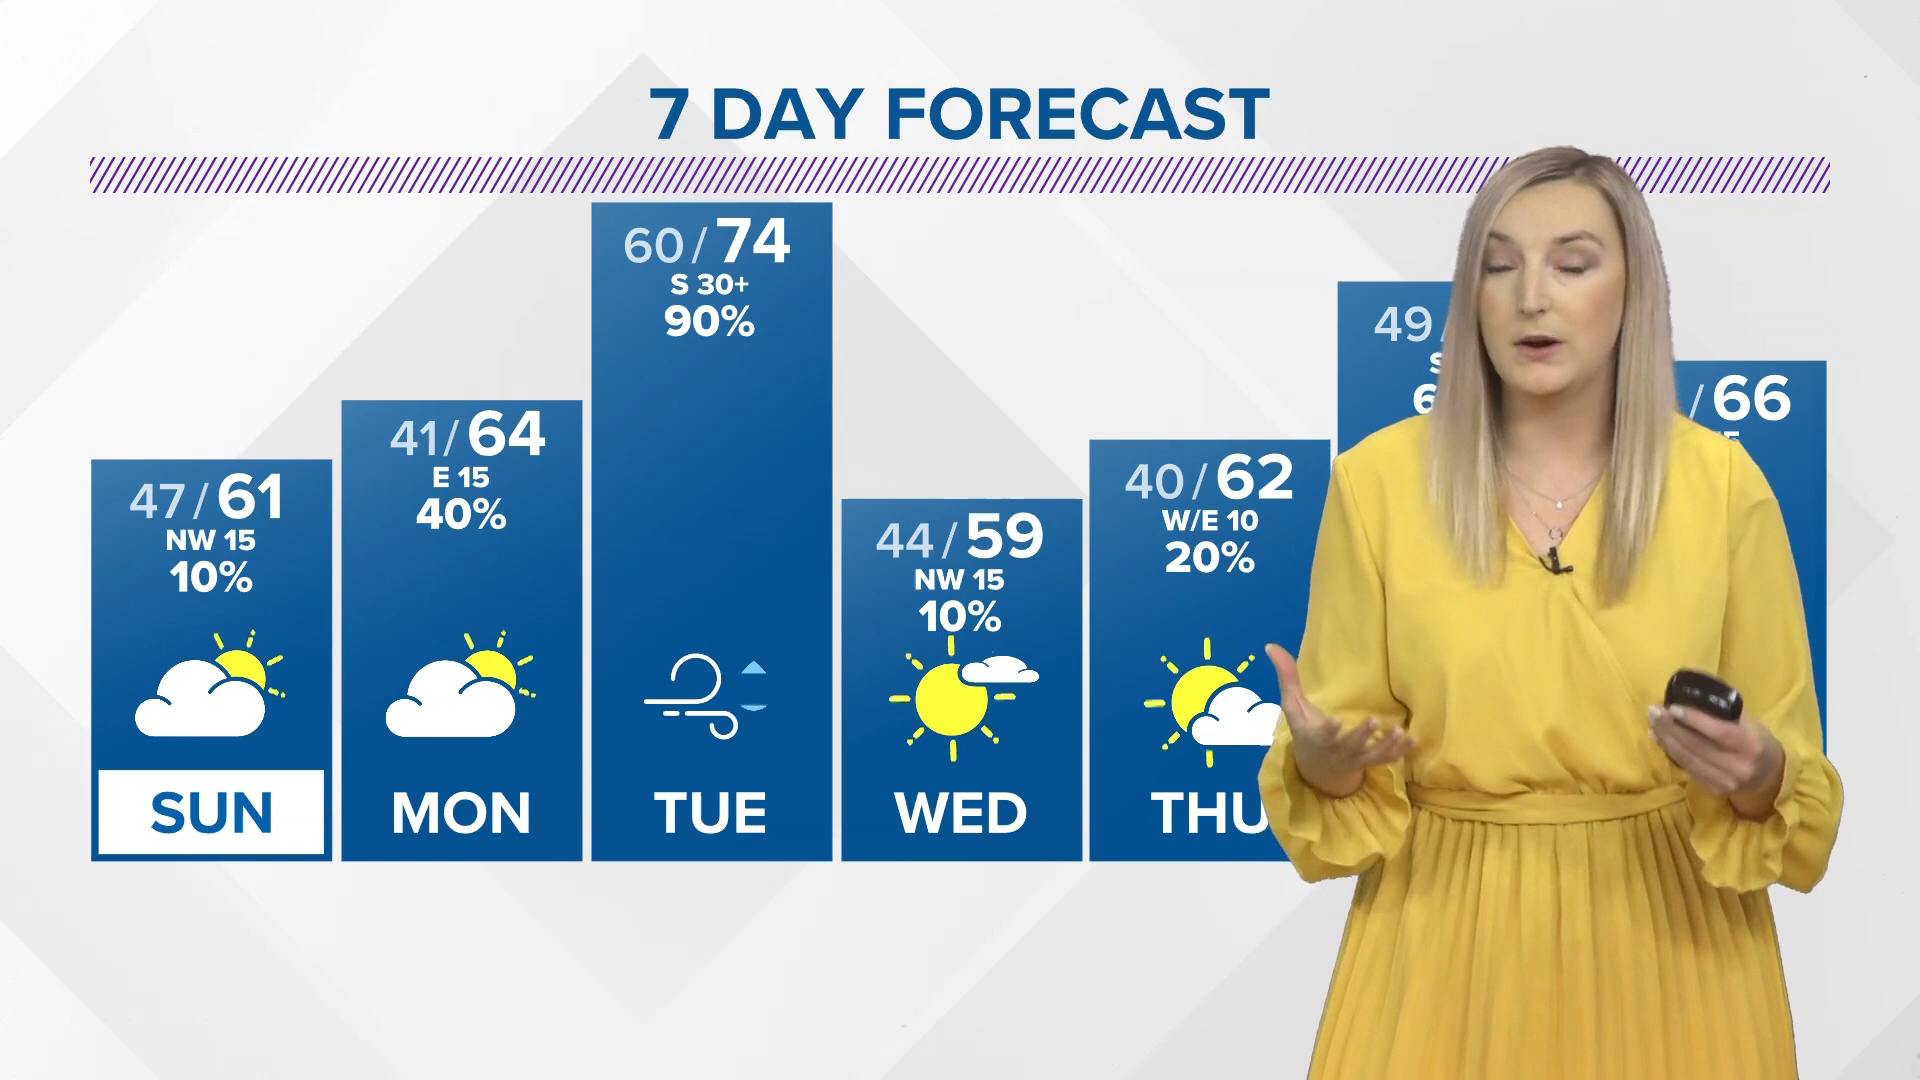 7 DAY FORECAST
47/61
NW 15
10%
SUN
41/64
E 15
40%
MON
60/74
S 30+
90%
TUE
44/59
NW 15
10%
WED
40/62
W/E 10
20%
THU
49/
/66